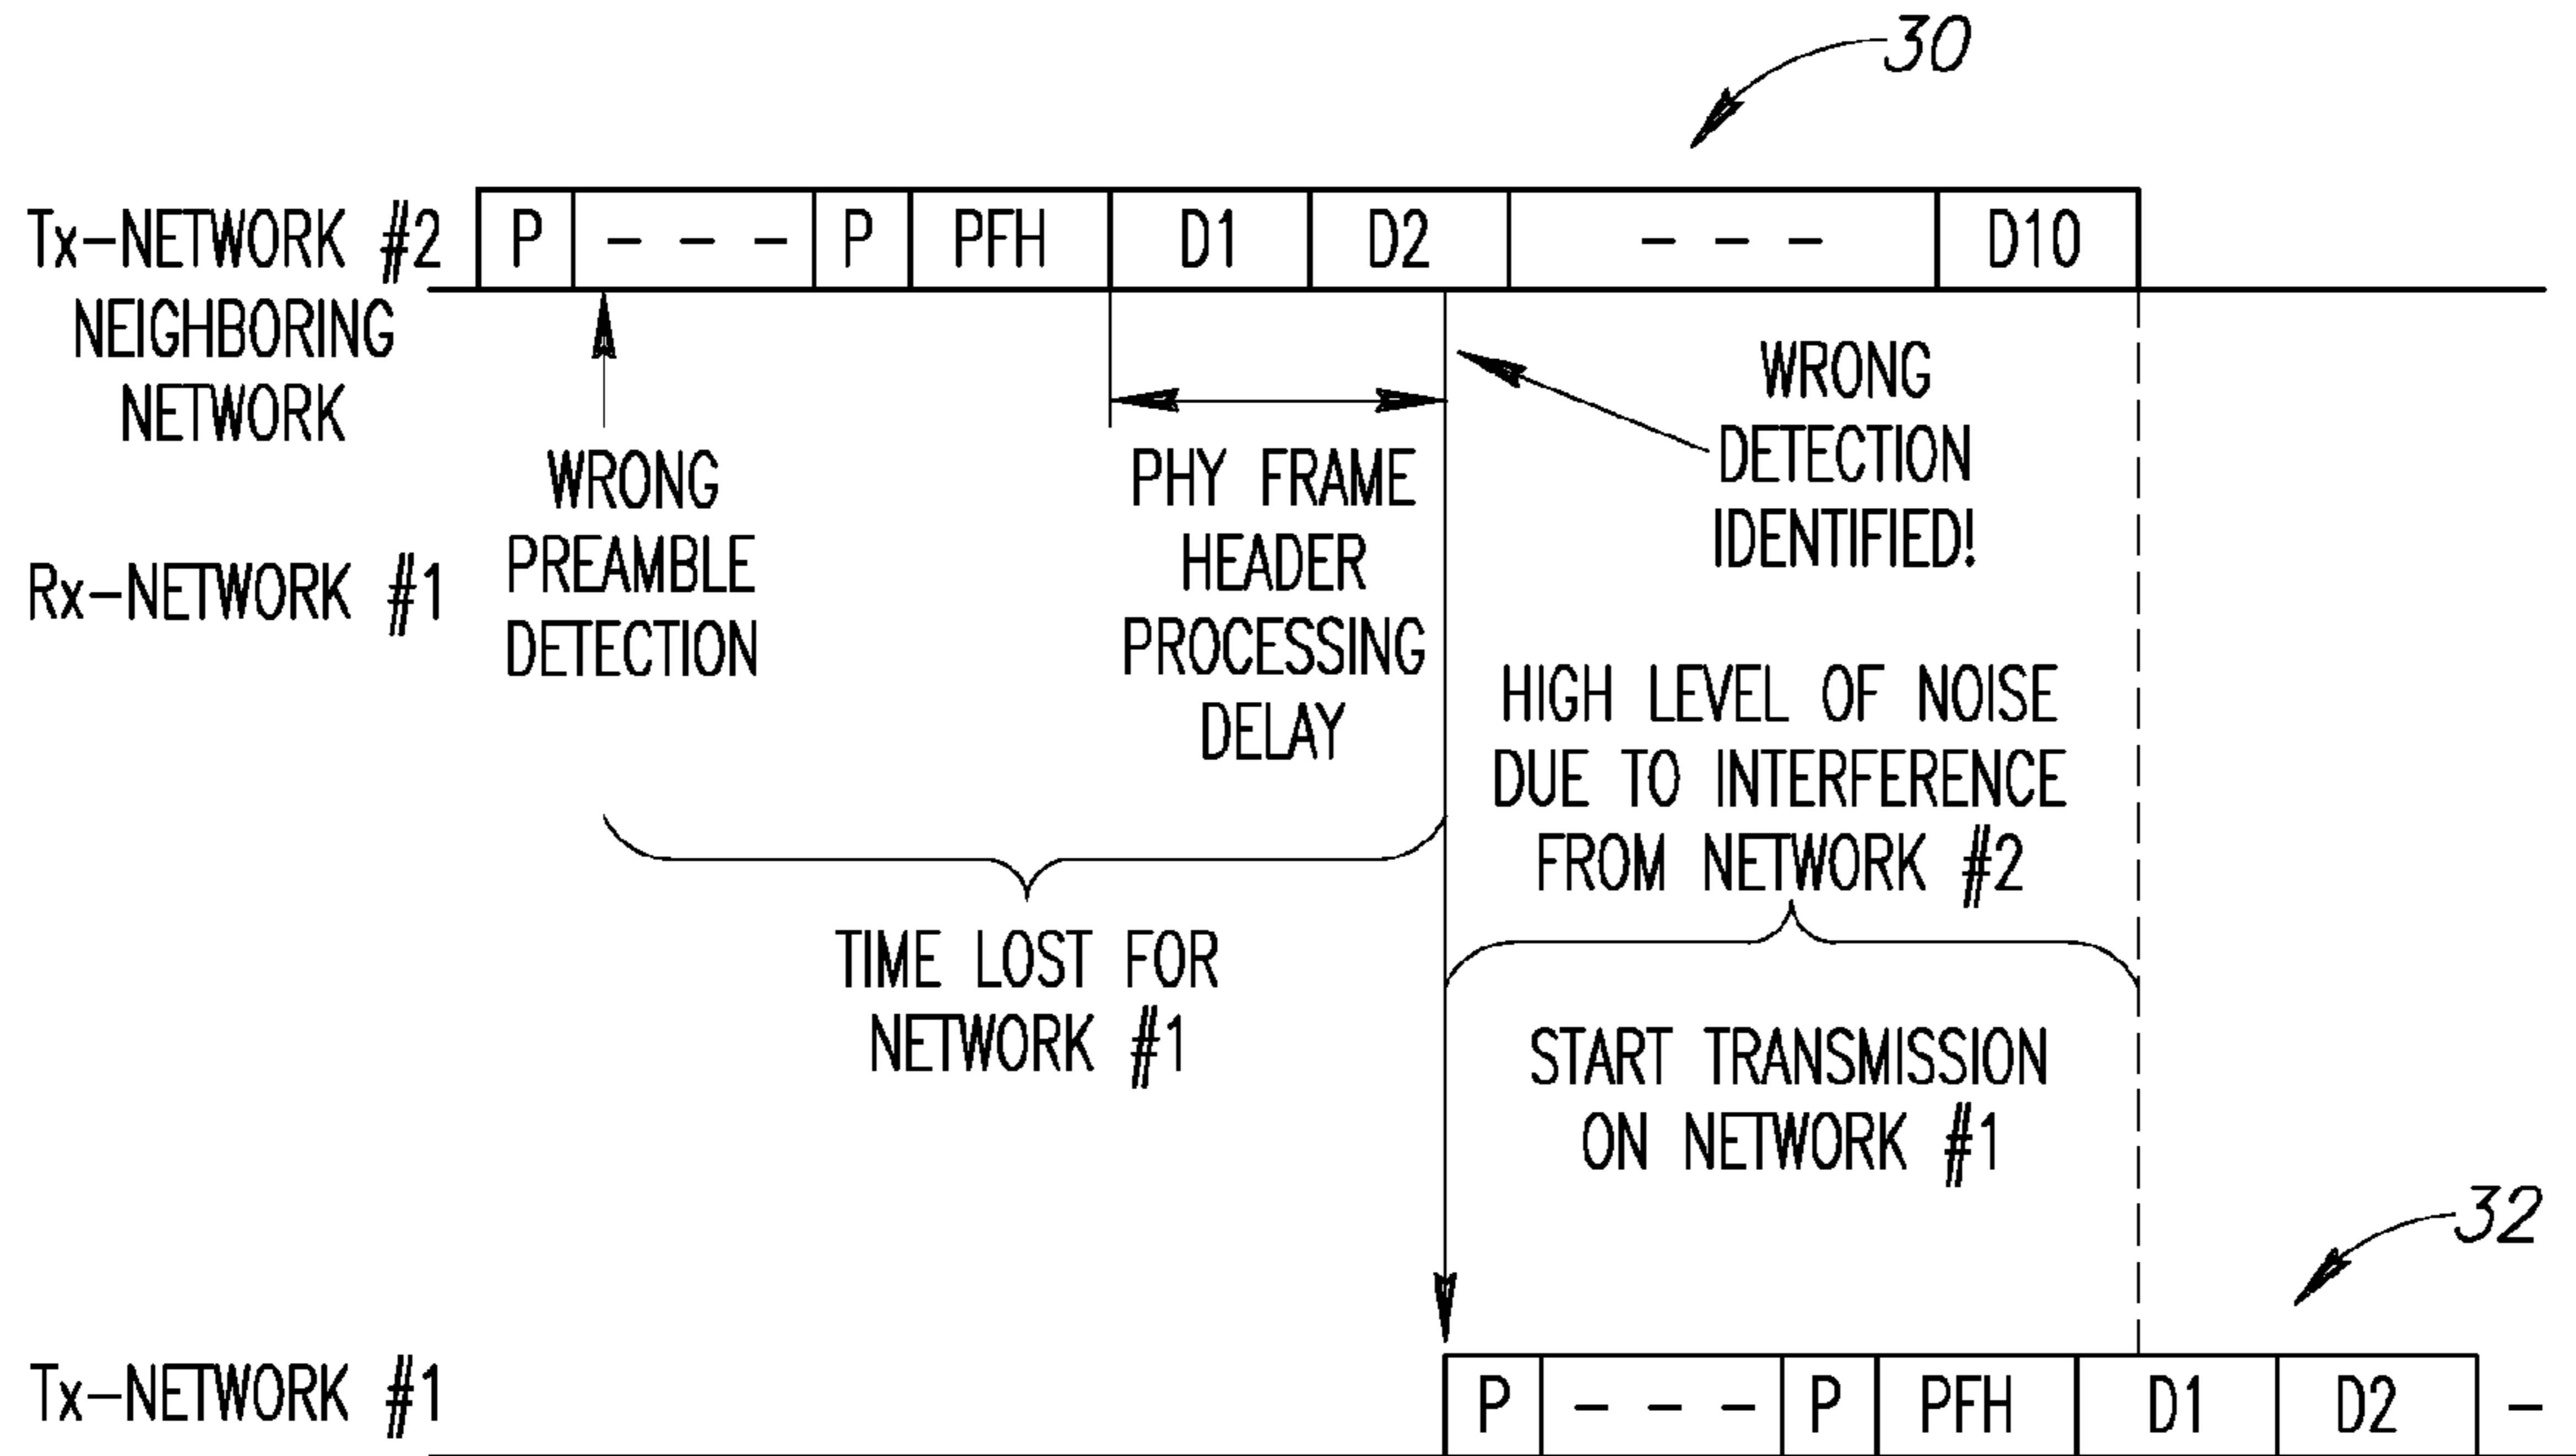 30
Tx-NETWORK #2
NEIGHBORING
NETWORK
P - - - P PFH D1 D2 - - - D10
WRONG
PREAMBLE
DETECTION
PHY FRAME
HEADER
PROCESSING
DELAY
WRONG
DETECTION
IDENTIFIED!
Rx-NETWORK #1
HIGH LEVEL OF NOISE
DUE TO INTERFERENCE
FROM NETWORK #2
TIME LOST FOR
NETWORK #1
START TRANSMISSION
ON NETWORK #1
32
Tx-NETWORK #1
P - - - P PFH D1 D2 -